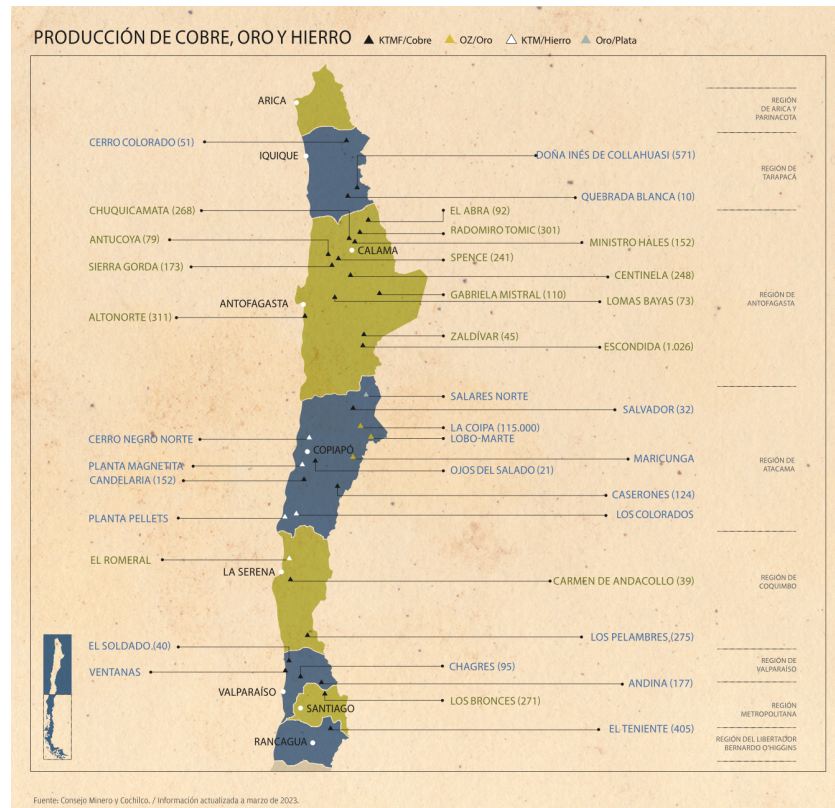 PRODUCCIÓN DE COBRE, ORO Y HIERRO
KTMF/Cobre
OZ/Oro
KTM/Hierro
Oro/Plata
ARICA
REGIÓN
DE ARICA Y
PARINACOTA
CERRO COLORADO (51)
IQUIQUE
DOÑA INÉS DE COLLAHUASI (571)
REGIÓN DE
TARAPACÁ
QUEBRADA BLANCA (10)
CHUQUICAMATA (268)
EL ABRA (92)
RADOMIRO TOMIC (301)
ANTUCOYA (79)
MINISTRO HALES (152)
CALAMA
SPENCE (241)
SIERRA GORDA (173)
CENTINELA (248)
GABRIELA MISTRAL (110)
LOMAS BAYAS (73)
ANTOFAGASTA
REGIÓN DE
ANTOFAGASTA
ALTONORTE (311)
ZALDÍVAR (45)
ESCONDIDA (1.026)
SALARES NORTE
SALVADOR (32)
LA COIPA (115.000)
LOBO-MARTE
CERRO NEGRO NORTE
COPIAPÓ
MARICUNGA
REGIÓN DE
ATACAMA
PLANTA MAGNETITA
OJOS DEL SALADO (21)
CANDELARIA (152)
CASERONES (124)
PLANTA PELLETS
LOS COLORADOS
EL ROMERAL
LA SERENA
CARMEN DE ANDACOLLO (39)
REGIÓN DE
COQUIMBO
LOS PELAMBRES (275)
EL SOLDADO (40)
VENTANAS
CHAGRES (95)
REGIÓN DE
VALPARAÍSO
ANDINA (177)
VALPARAÍSO
LOS BRONCES (271)
SANTIAGO
REGIÓN
METROPOLITANA
EL TENIENTE (405)
RANCAGUA
REGIÓN DEL LIBERTADOR
BERNARDO O'HIGGINS
Fuente: Consejo Minero y Cochilco. / Información actualizada a marzo de 2023.